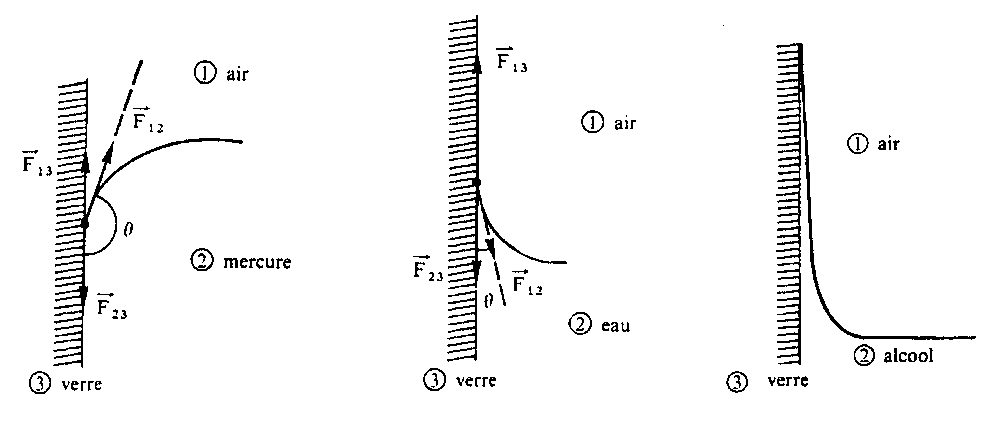 ① air
F₁₂
F₁₃
θ
② mercure
F₂₃
③ verre
F₁₃
① air
F₂₃
θ
F₁₂
② eau
③ verre
① air
② alcool
③ verre